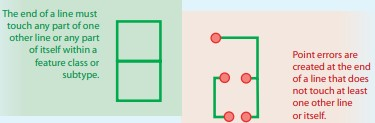 The end of a line must
touch any part of one
other line or any part
of itself within a
feature class or
subtype.
Point errors are
created at the end
of a line that does
not touch at least
one other line
or itself.